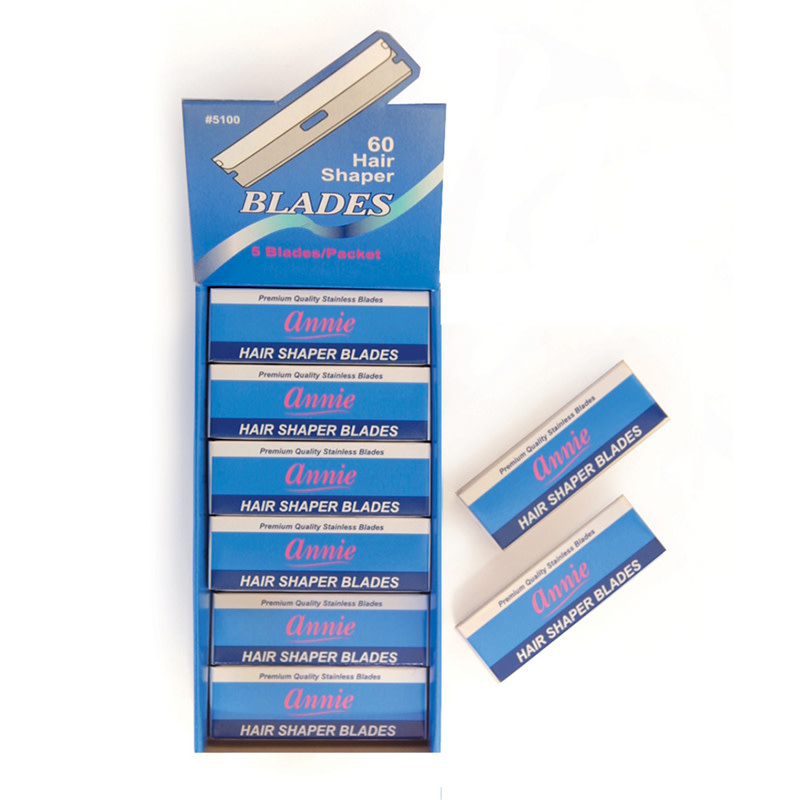 #5100
60
Hair
Shaper
BLADES
5 Blades/Packet
Premium Quality Stainless Blades
annie
HAIR SHAPER BLADES
Premium Quality Stainless Blades
annie
HAIR SHAPER BLADES
Premium Quality Stainless Blades
annie
HAIR SHAPER BLADES
Premium Quality Stainless Blades
annie
HAIR SHAPER BLADES
Premium Quality Stainless Blades
annie
HAIR SHAPER BLADES
Premium Quality Stainless Blades
annie
HAIR SHAPER BLADES
Premium Quality Stainless Blades
annie
HAIR SHAPER BLADES
Premium Quality Stainless Blades
annie
HAIR SHAPER BLADES